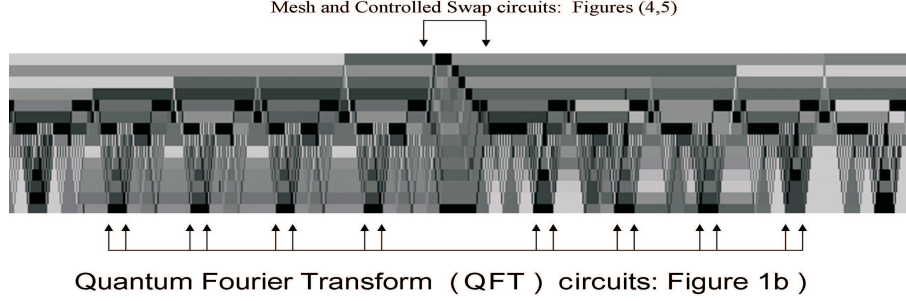 Mesh and Controlled Swap circuits: Figures (4,5)
Quantum Fourier Transform ( QFT ) circuits: Figure 1b )